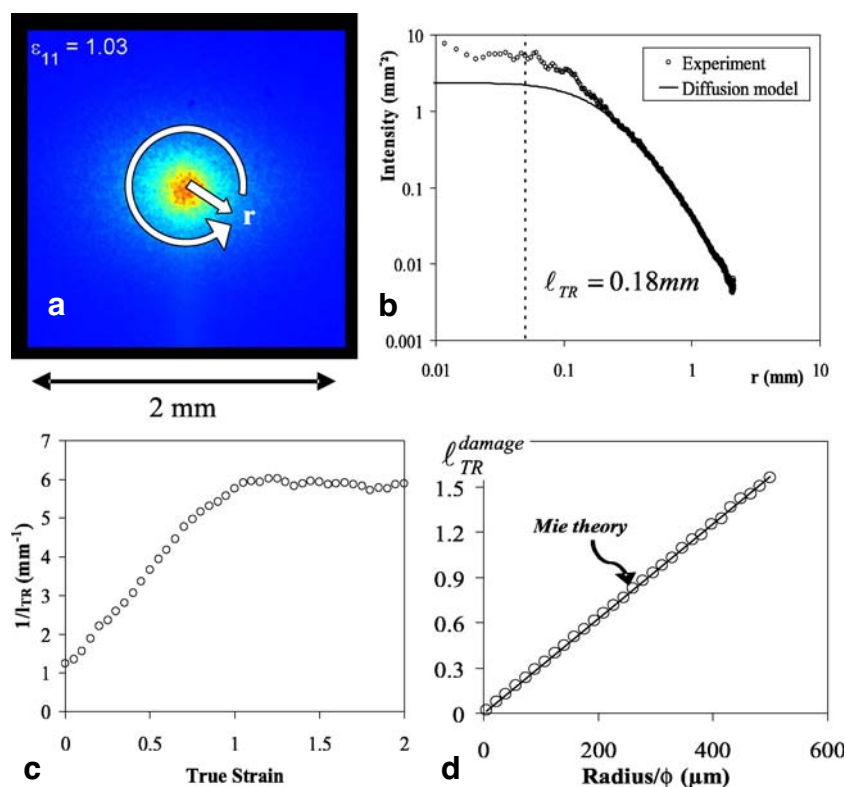 ε11 = 1.03
r
a
2 mm
Intensity (mm-²)
10
1
0.1
0.01
0.001
Experiment
Diffusion model
ℓTR = 0.18mm
b
0.01
0.1
1
10
r (mm)
1/lTR (mm-1)
7
6
5
4
3
2
1
0
0
0.5
1
1.5
2
True Strain
c
ℓTR damage
1.5
1.2
0.9
0.6
0.3
0
Mie theory
0
200
400
600
Radius/ϕ (µm)
d